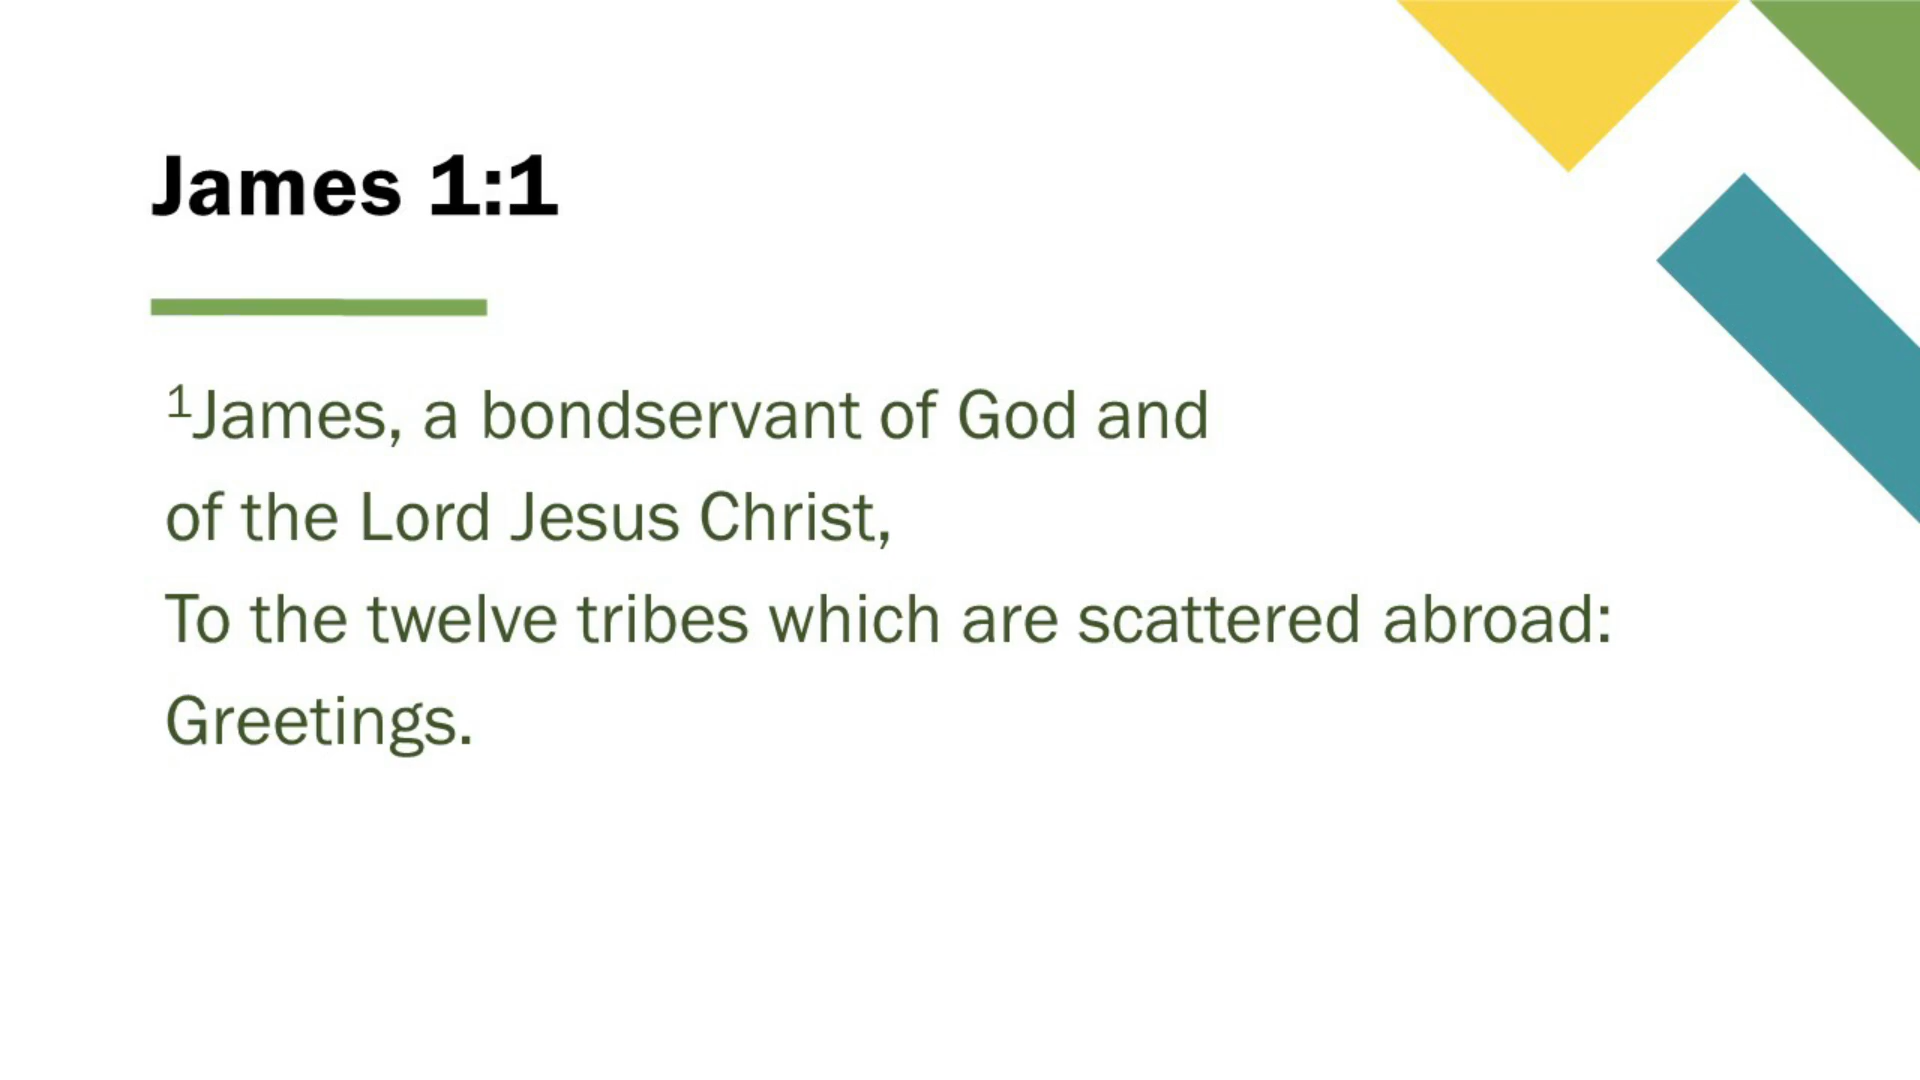 James 1:1
¹James, a bondservant of God and
of the Lord Jesus Christ,
To the twelve tribes which are scattered abroad:
Greetings.